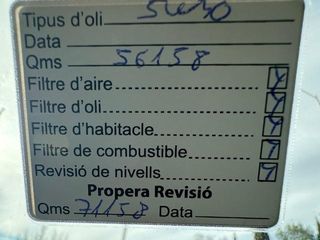 Tipus d'oli 5W30
Data
Qms 56158
Filtre d'aire
Filtre d'oli
Filtre d'habitacle
Filtre de combustible
Revisió de nivells
Propera Revisió
Qms 71158 Data